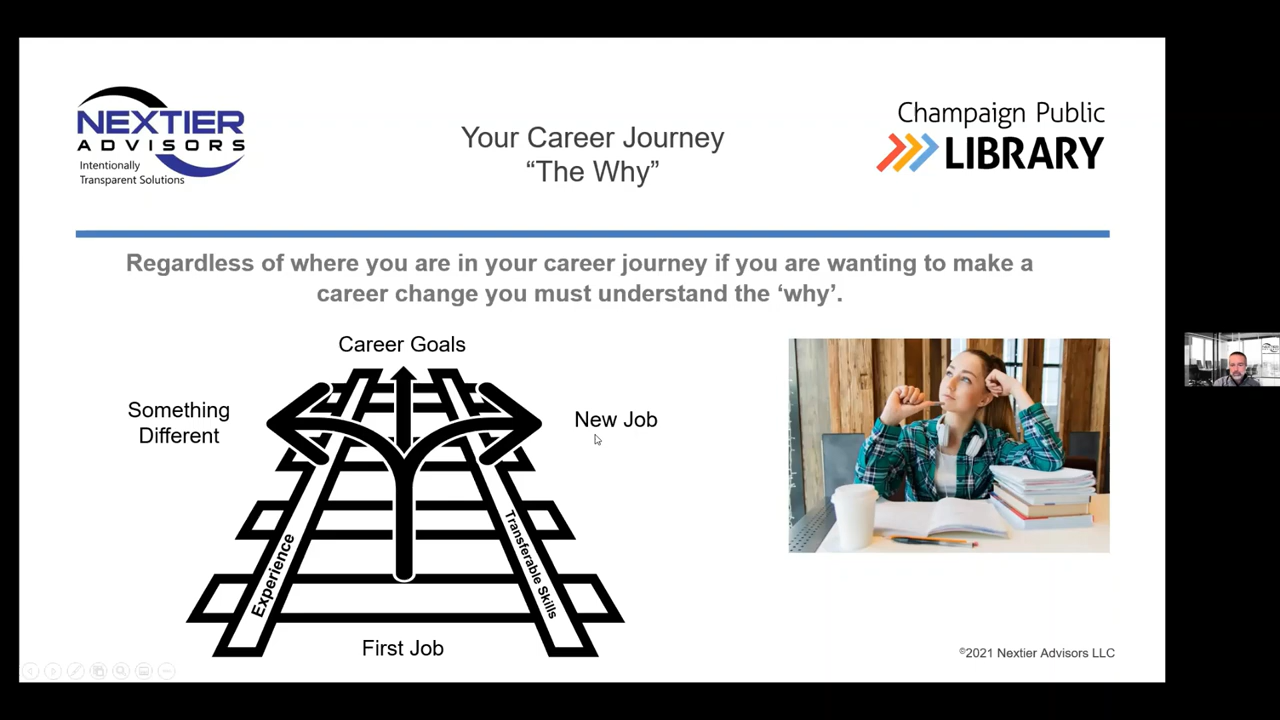 NEXTIER
ADVISORS
Intentionally
Transparent Solutions
Your Career Journey
“The Why”
Champaign Public
LIBRARY
Regardless of where you are in your career journey if you are wanting to make a
career change you must understand the ‘why’.
Career Goals
Something
Different
New Job
Experience
Transferable Skills
First Job
©2021 Nextier Advisors LLC